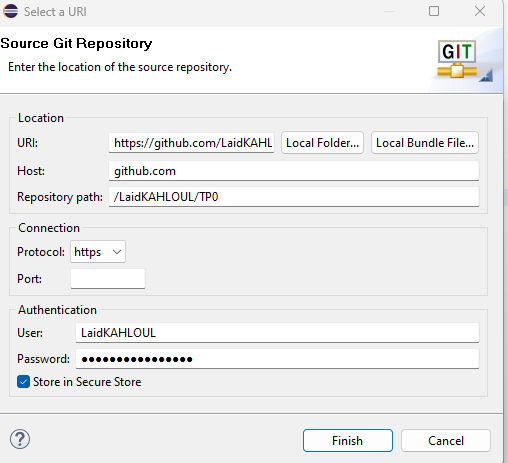 Select a URI
Source Git Repository
Enter the location of the source repository.
GIT
Location
URI: https://github.com/LaidKAHL Local Folder... Local Bundle File...
Host: github.com
Repository path: /LaidKAHLOUL/TP0
Connection
Protocol: https
Port:
Authentication
User: LaidKAHLOUL
Password: ●●●●●●●●●●●●●●●●
Store in Secure Store
? Finish Cancel